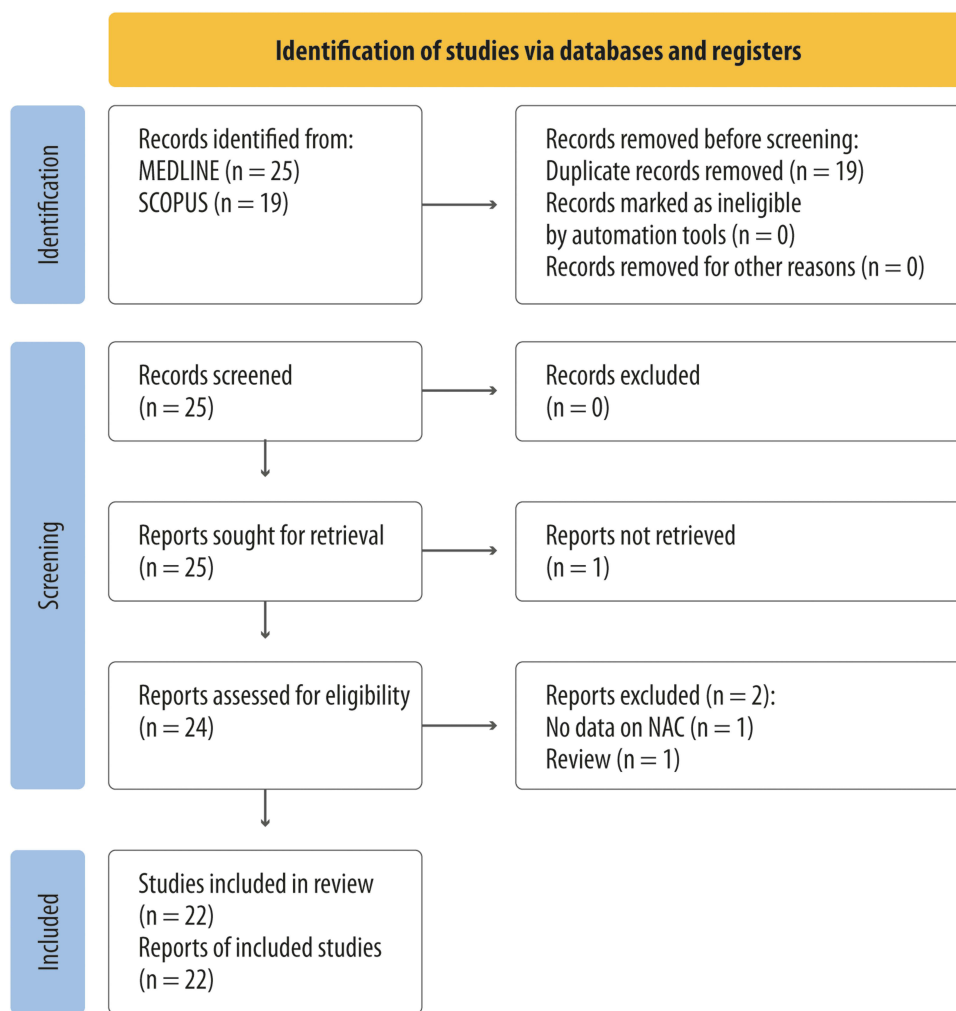 Identification of studies via databases and registers
Identification
Records identified from:
MEDLINE (n = 25)
SCOPUS (n = 19)
Records removed before screening:
Duplicate records removed (n = 19)
Records marked as ineligible
by automation tools (n = 0)
Records removed for other reasons (n = 0)
Screening
Records screened
(n = 25)
Records excluded
(n = 0)
Reports sought for retrieval
(n = 25)
Reports not retrieved
(n = 1)
Reports assessed for eligibility
(n = 24)
Reports excluded (n = 2):
No data on NAC (n = 1)
Review (n = 1)
Included
Studies included in review
(n = 22)
Reports of included studies
(n = 22)